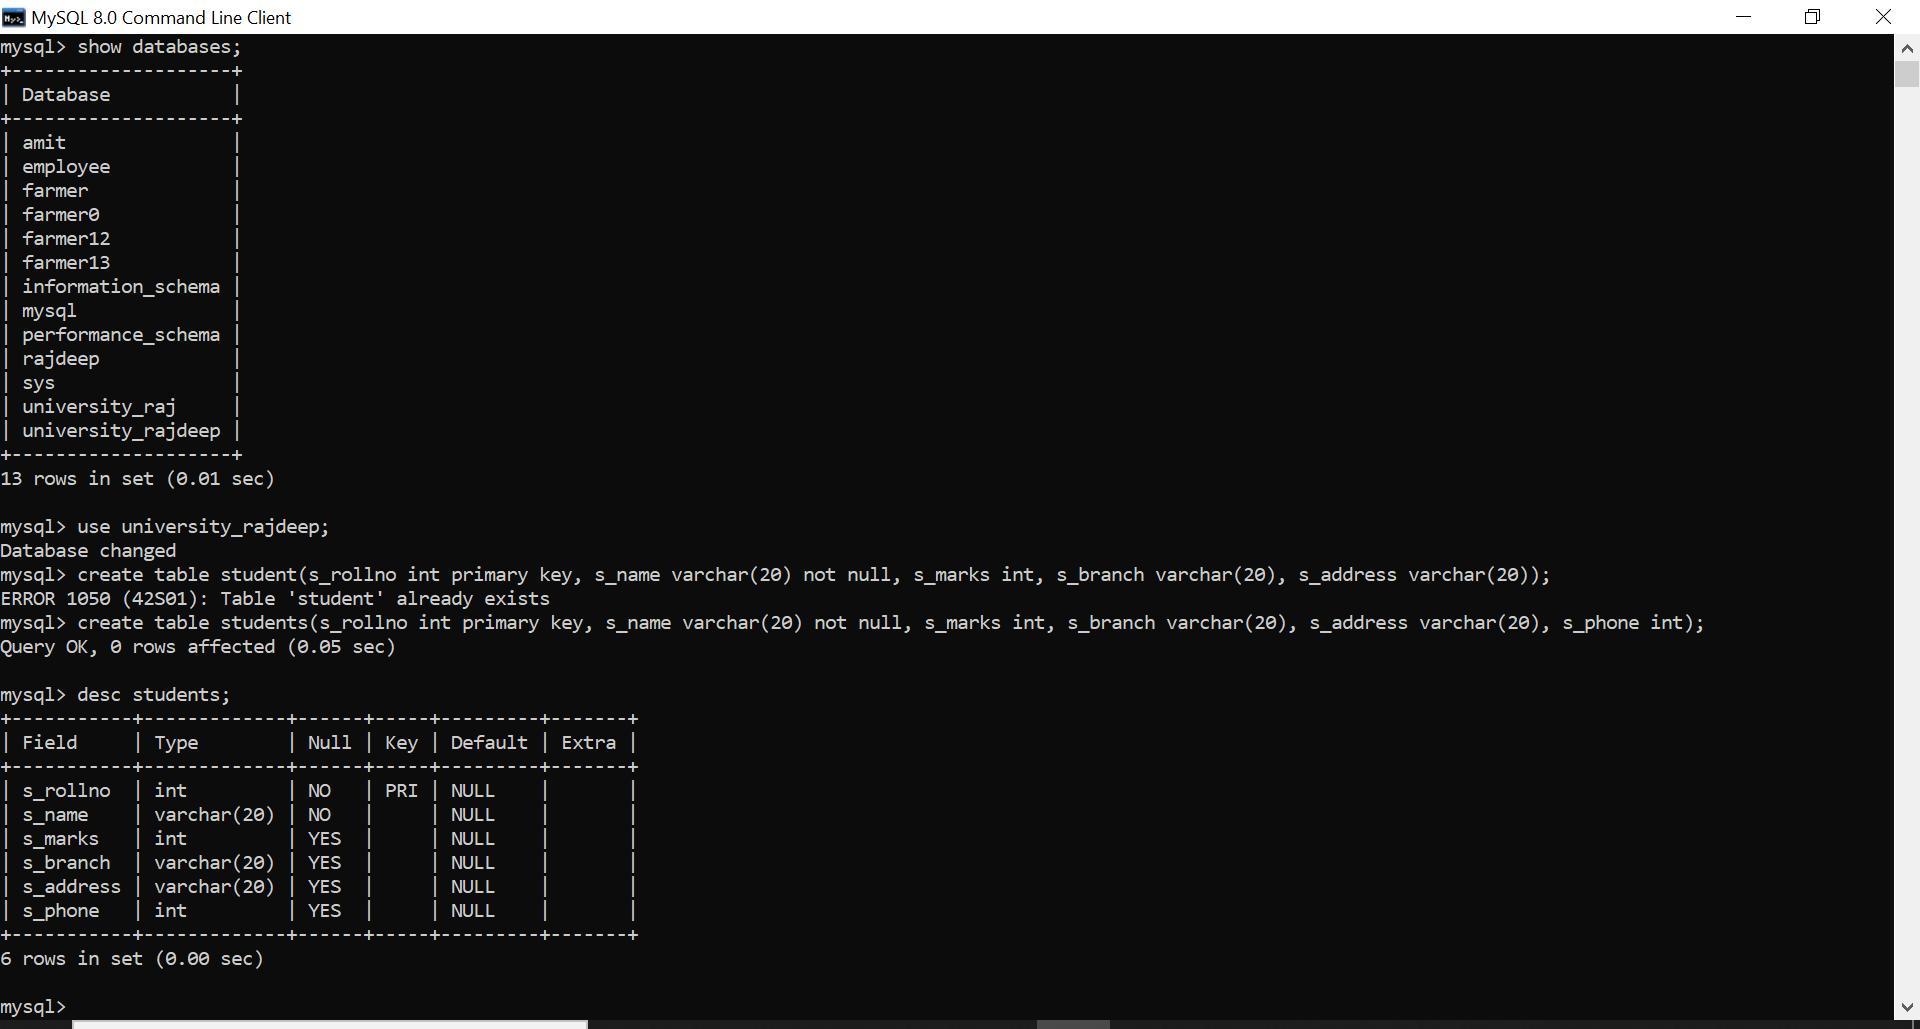 MySQL 8.0 Command Line Client
mysql> show databases;
+--------------------+
| Database           |
+--------------------+
| amit               |
| employee           |
| farmer             |
| farmer0            |
| farmer12           |
| farmer13           |
| information_schema |
| mysql              |
| performance_schema |
| rajdeep            |
| sys                |
| university_raj     |
| university_rajdeep |
+--------------------+
13 rows in set (0.01 sec)
mysql> use university_rajdeep;
Database changed
mysql> create table student(s_rollno int primary key, s_name varchar(20) not null, s_marks int, s_branch varchar(20), s_address varchar(20));
ERROR 1050 (42S01): Table 'student' already exists
mysql> create table students(s_rollno int primary key, s_name varchar(20) not null, s_marks int, s_branch varchar(20), s_address varchar(20), s_phone int);
Query OK, 0 rows affected (0.05 sec)
mysql> desc students;
+-----------+-------------+------+-----+---------+-------+
| Field     | Type        | Null | Key | Default | Extra |
+-----------+-------------+------+-----+---------+-------+
| s_rollno  | int         | NO   | PRI | NULL    |       |
| s_name    | varchar(20) | NO   |     | NULL    |       |
| s_marks   | int         | YES  |     | NULL    |       |
| s_branch  | varchar(20) | YES  |     | NULL    |       |
| s_address | varchar(20) | YES  |     | NULL    |       |
| s_phone   | int         | YES  |     | NULL    |       |
+-----------+-------------+------+-----+---------+-------+
6 rows in set (0.00 sec)
mysql>